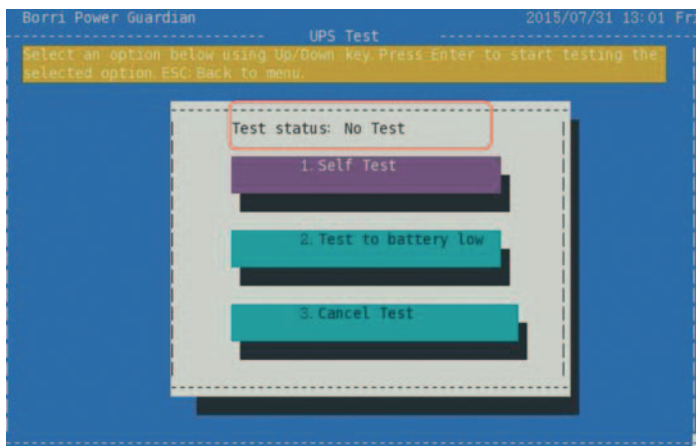 Borri Power Guardian 2015/07/31 13:01 Fri
UPS Test
Select an option below using Up/Down key. Press Enter to start testing the
selected option. ESC: Back to menu.
Test status: No Test
1. Self Test
2. Test to battery low
3. Cancel Test